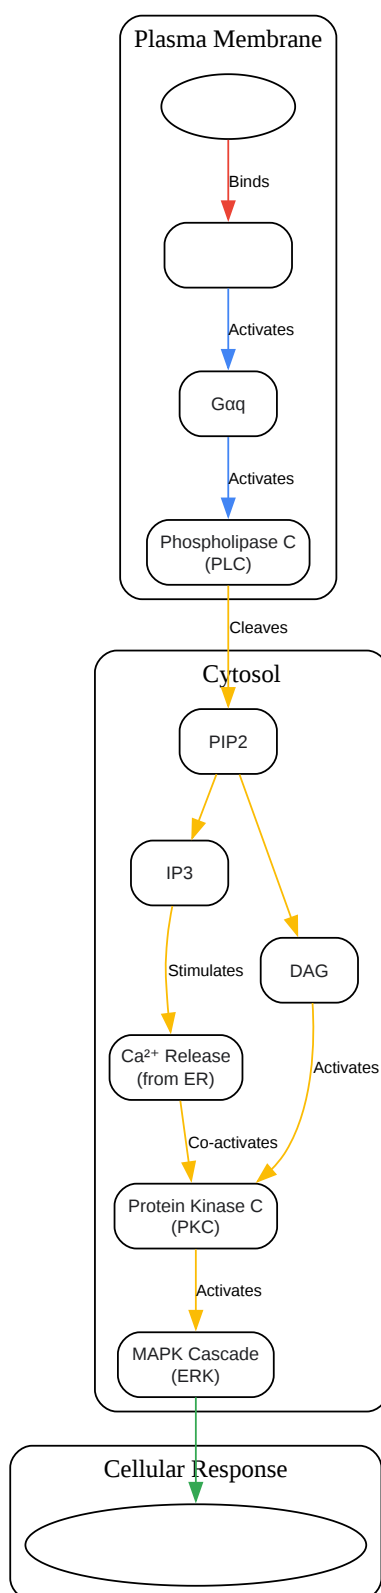 Plasma Membrane
Binds
Activates
Gαq
Activates
Phospholipase C
(PLC)
Cleaves
Cytosol
PIP2
IP3
DAG
Stimulates
Ca²⁺ Release
(from ER)
Activates
Co-activates
Protein Kinase C
(PKC)
Activates
MAPK Cascade
(ERK)
Cellular Response